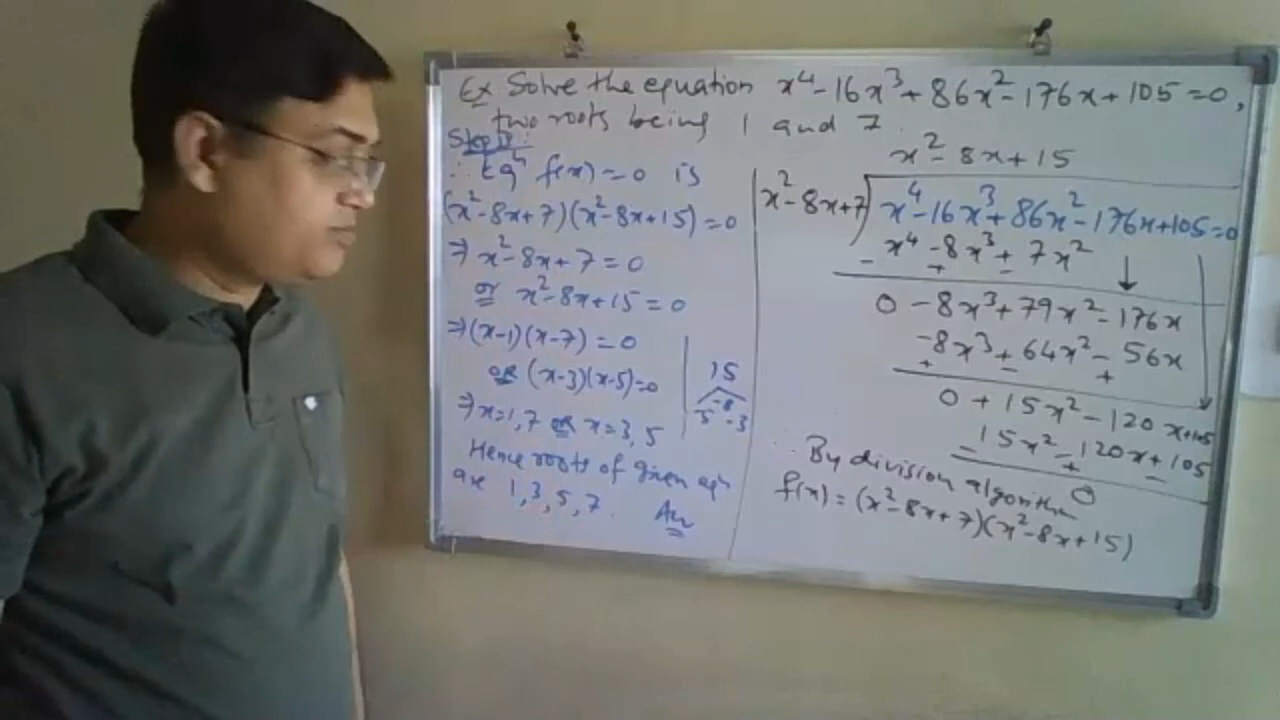 Ex Solve the equation x⁴-16x³+86x²-176x+105=0,
two roots being 1 and 7.
Step II:
∴ Eqⁿ f(x)=0 is
(x²-8x+7)(x²-8x+15)=0
⇒ x²-8x+7=0
or x²-8x+15=0
⇒(x-1)(x-7)=0
or (x-3)(x-5)=0
⇒x=1,7 or x=3,5
Hence roots of given eqn
are 1,3,5,7. Ans
15
-8
-5 -3
x²-8x+15
x²-8x+7)x⁴-16x³+86x²-176x+105=0
x⁴-8x³+7x²
- + -
0-8x³+79x²-176x
-8x³+64x²-56x
+ - +
0+15x²-120x+105
15x²-120x+105
- + -
0
∴ By division algorithm
f(x)=(x²-8x+7)(x²-8x+15)